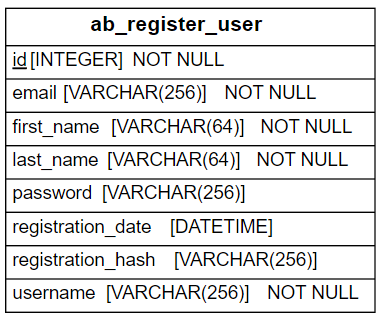 ab_register_user
id [INTEGER] NOT NULL
email [VARCHAR(256)] NOT NULL
first_name [VARCHAR(64)] NOT NULL
last_name [VARCHAR(64)] NOT NULL
password [VARCHAR(256)]
registration_date [DATETIME]
registration_hash [VARCHAR(256)]
username [VARCHAR(256)] NOT NULL